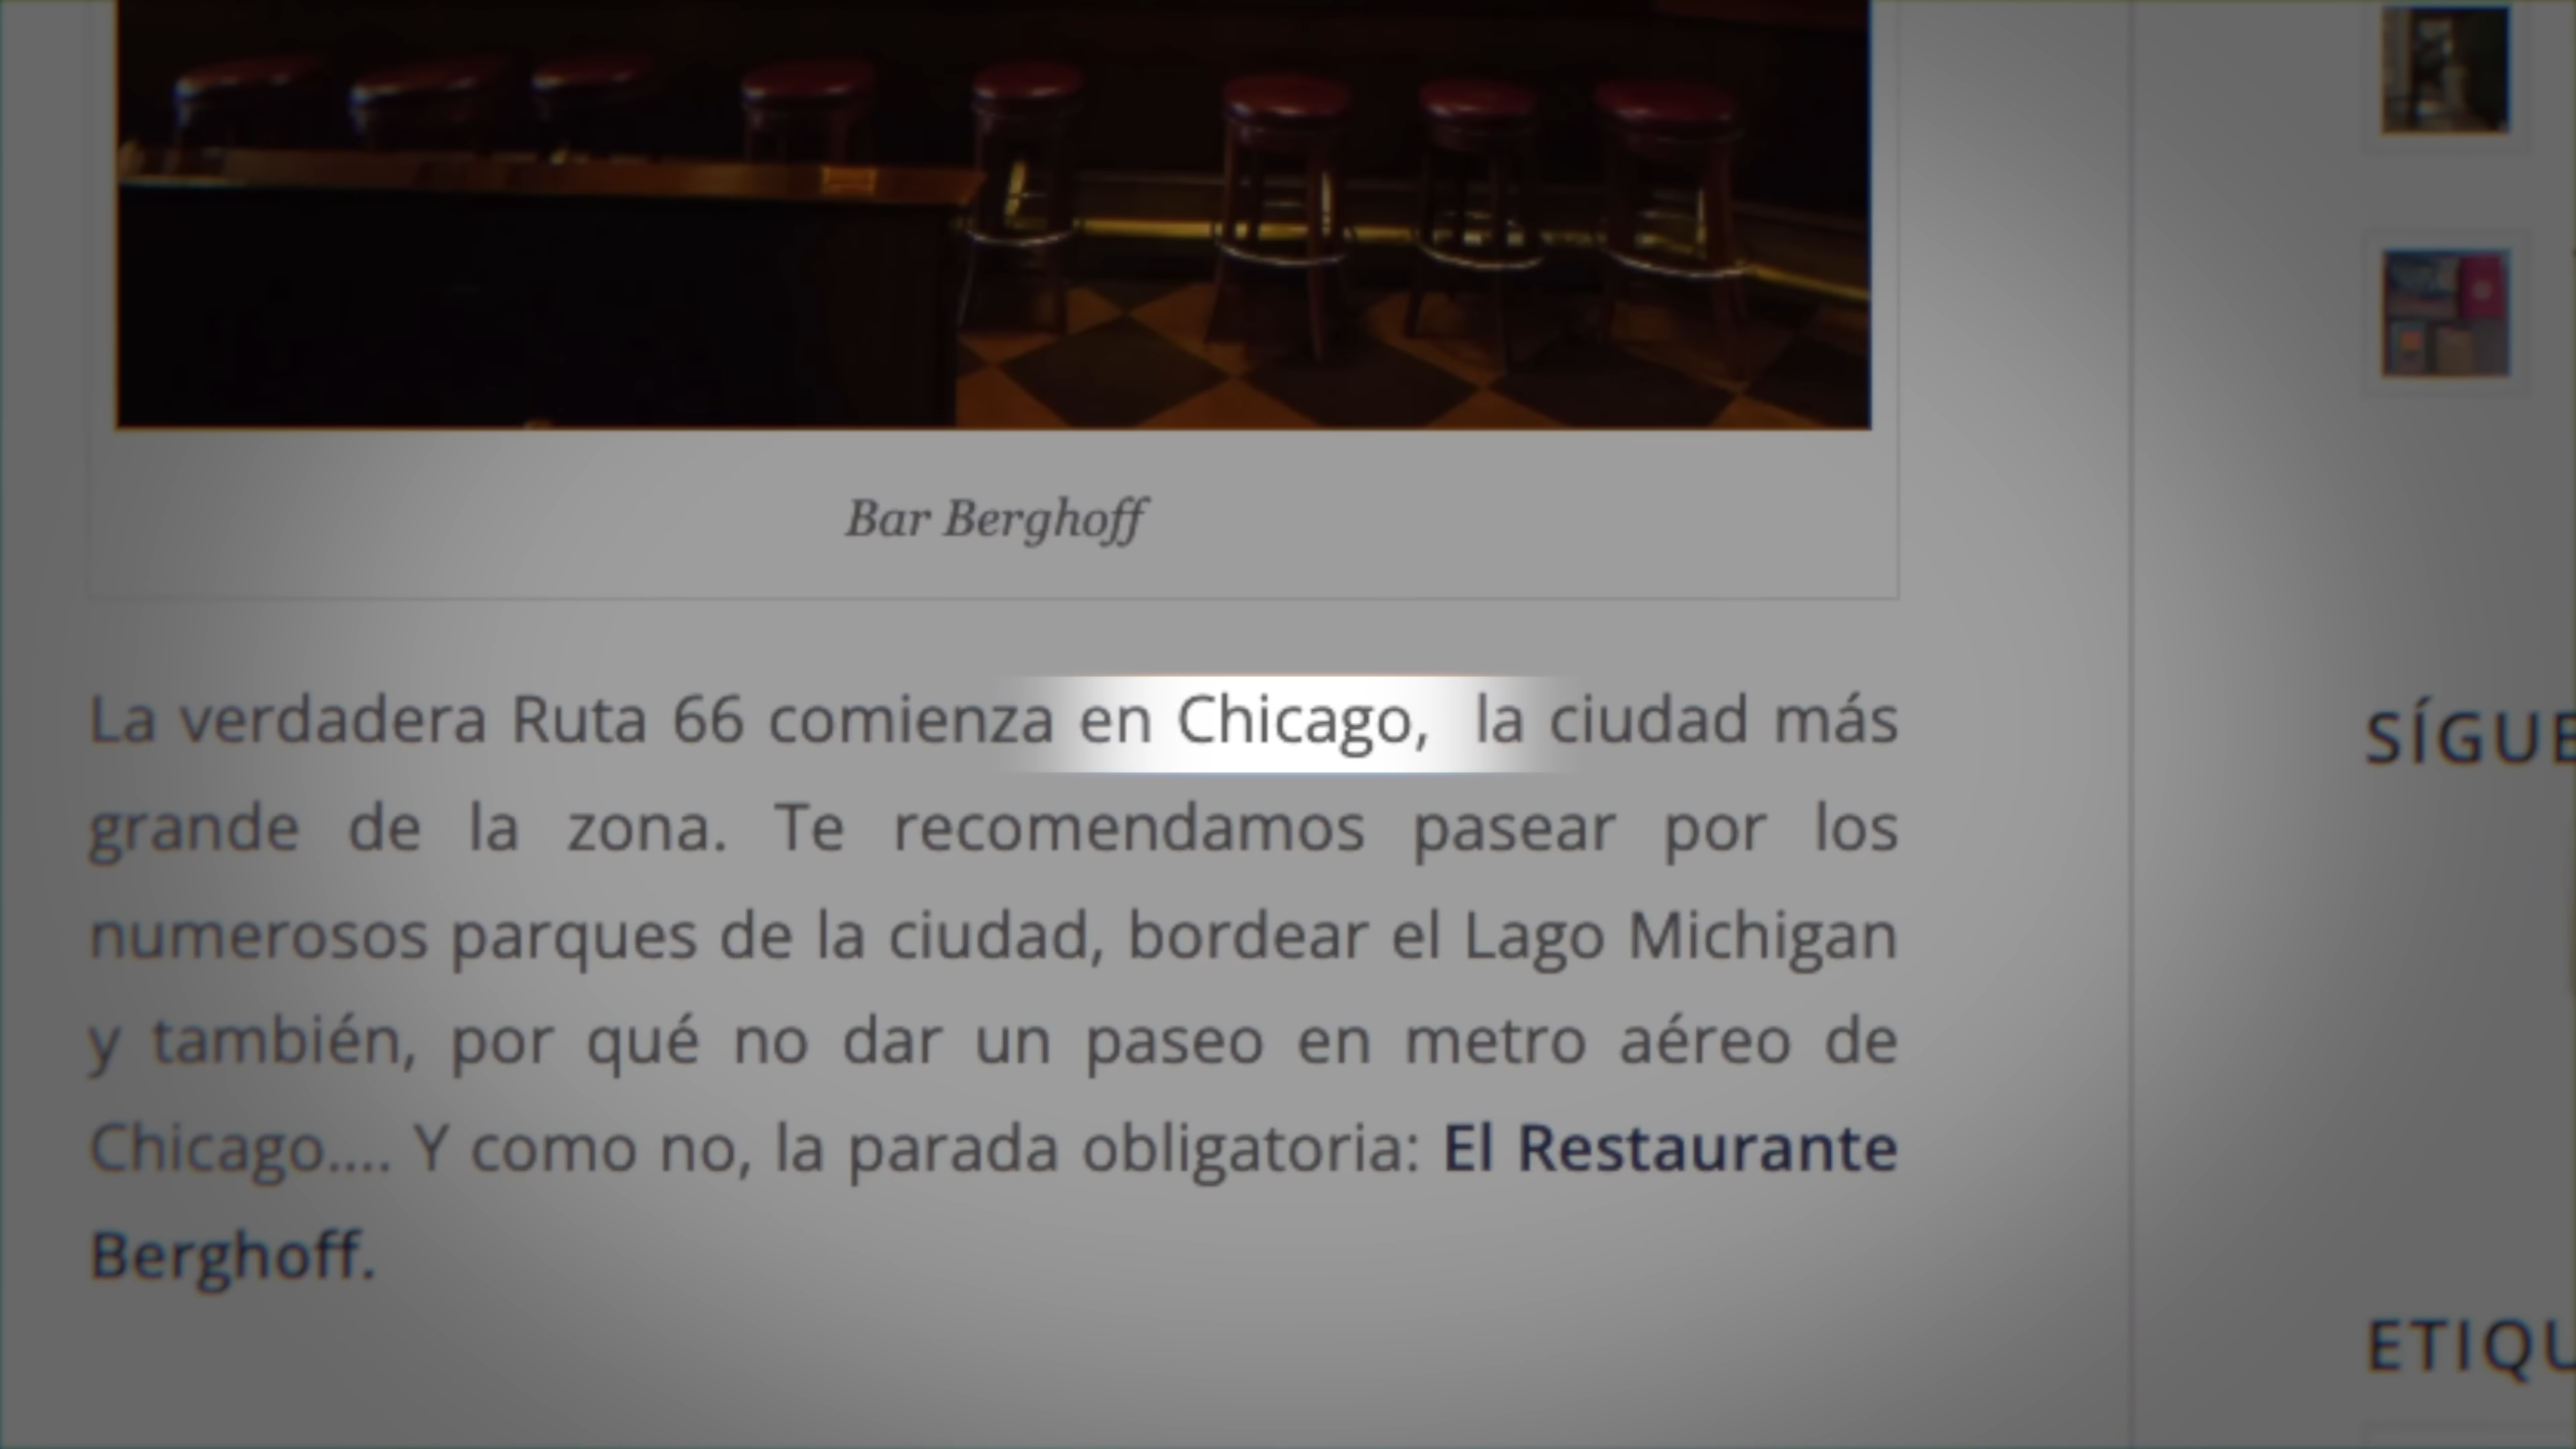 Bar Berghoff
La verdadera Ruta 66 comienza en Chicago, la ciudad más
grande de la zona. Te recomendamos pasear por los
numerosos parques de la ciudad, bordear el Lago Michigan
y también, por qué no dar un paseo en metro aéreo de
Chicago.... Y como no, la parada obligatoria: El Restaurante
Berghoff.